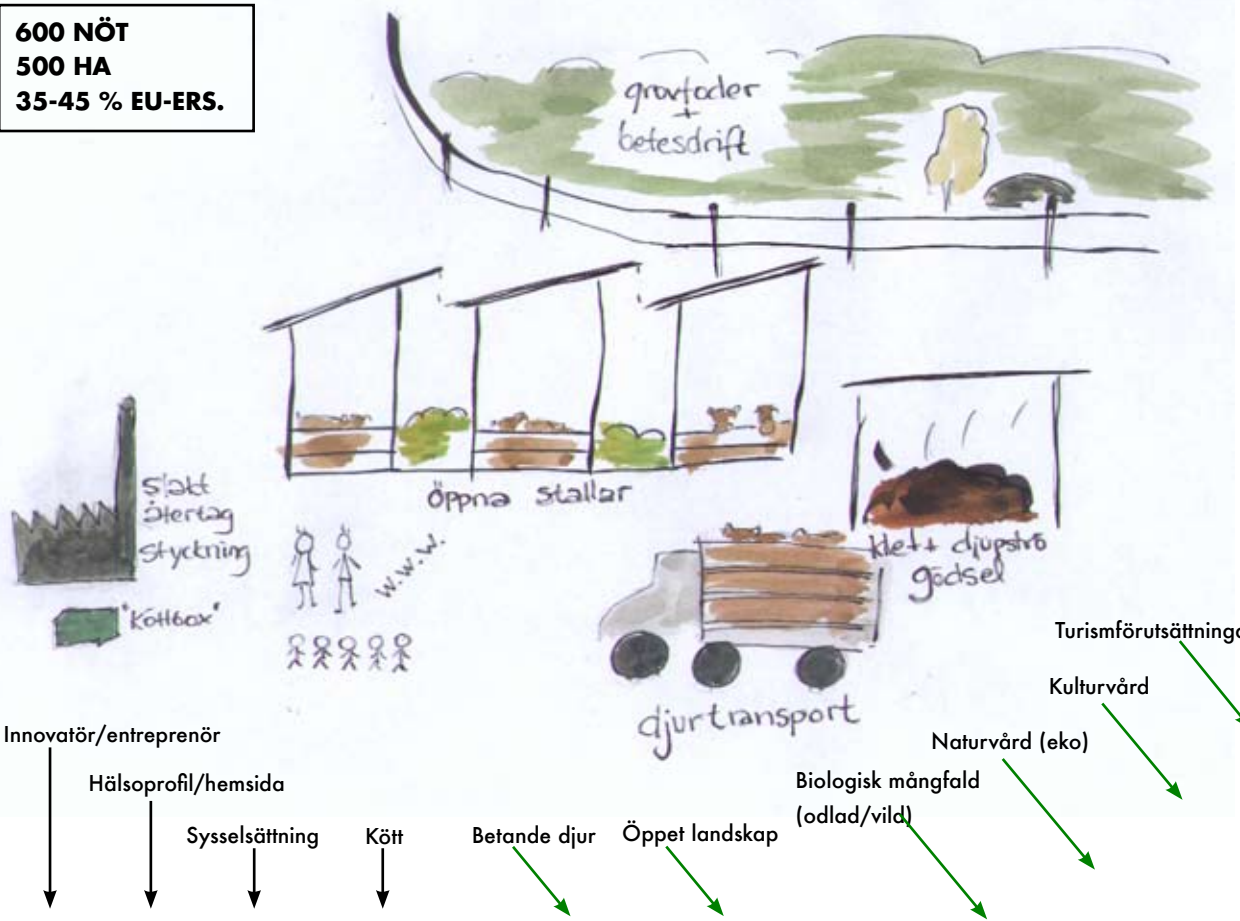 600 NÖT
500 HA
35-45 % EU-ERS.
grovfoder
+
betesdrift
Slakt
återtag
styckning
"Köttbox"
öppna stallar
w.w.w.
klet + djupströ
gödsel
djurtransport
Turismförutsättninga
Kulturvård
Naturvård (eko)
Biologisk mångfald
(odlad/vild)
Innovatör/entreprenör
Hälsoprofil/hemsida
Sysselsättning
Kött
Betande djur
Öppet landskap